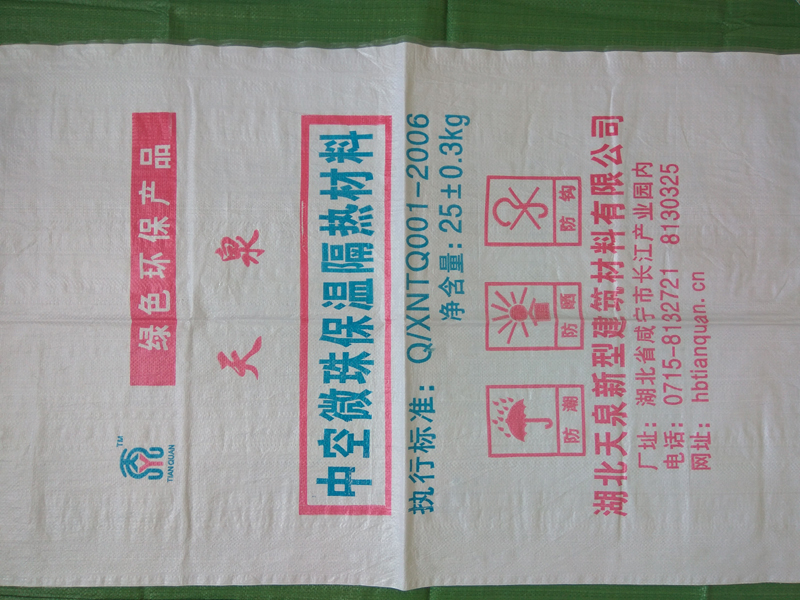 TM
TIANQUAN
绿色环保产品
天泉
中空微珠保温隔热材料
执行标准：Q/XNTQ001-2006
净含量：25±0.3kg
防潮
防晒
防钩
湖北天泉新型建筑材料有限公司
厂址：湖北省咸宁市长江产业园内
电话：0715-8132721 8130325
网址：hbtianquan.cn